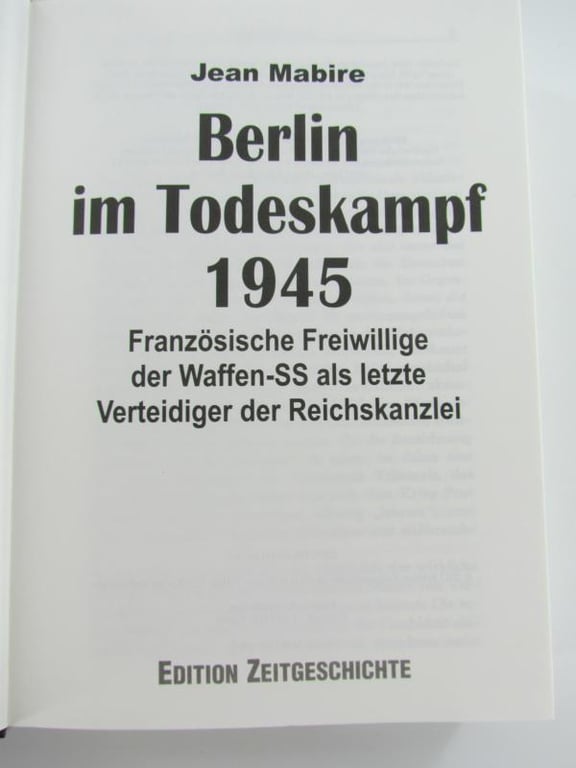 Jean Mabire
Berlin
im Todeskampf
1945
Französische Freiwillige
der Waffen-SS als letzte
Verteidiger der Reichskanzlei
EDITION ZEITGESCHICHTE